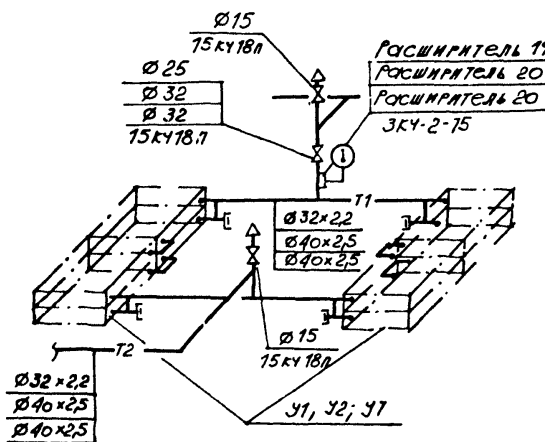 Ø15
15кч18п
Ø25
Ø32
Ø32
15кч18п
Расширитель
Расширитель 20
Расширитель 20
ЗКЧ-2-75
Т1
Ø32×2,2
Ø40×2,5
Ø40×2,5
Ø15
15кч18п
Т2
Ø32×2,2
Ø40×2,5
Ø40×2,5
У1, У2; У7